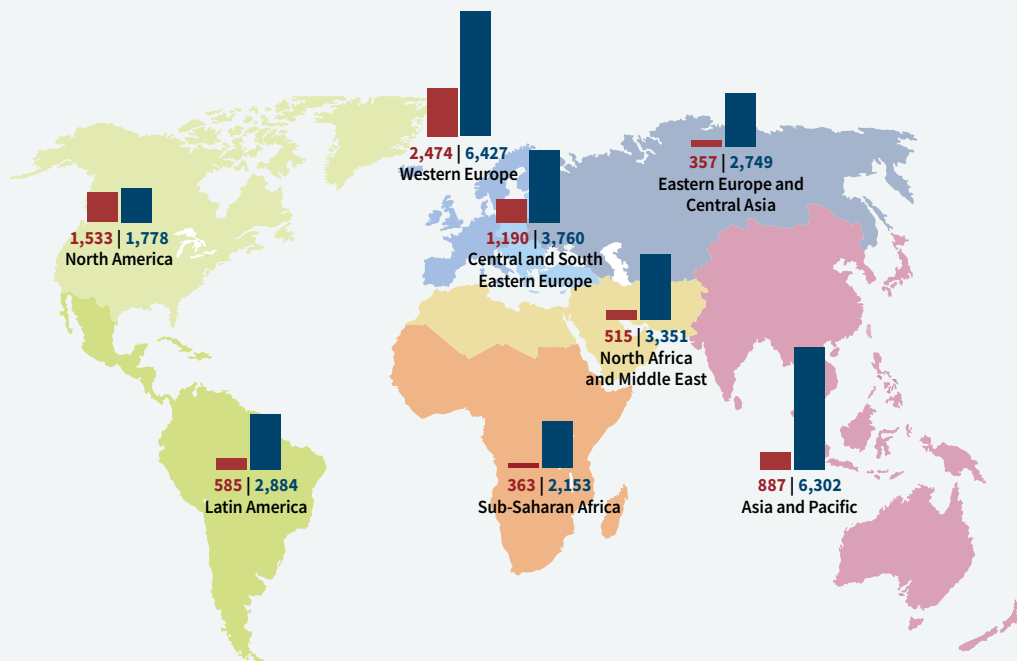 2,474 | 6,427
Western Europe
357 | 2,749
Eastern Europe and
Central Asia
1,533 | 1,778
North America
1,190 | 3,760
Central and South
Eastern Europe
515 | 3,351
North Africa
and Middle East
585 | 2,884
Latin America
363 | 2,153
Sub-Saharan Africa
887 | 6,302
Asia and Pacific